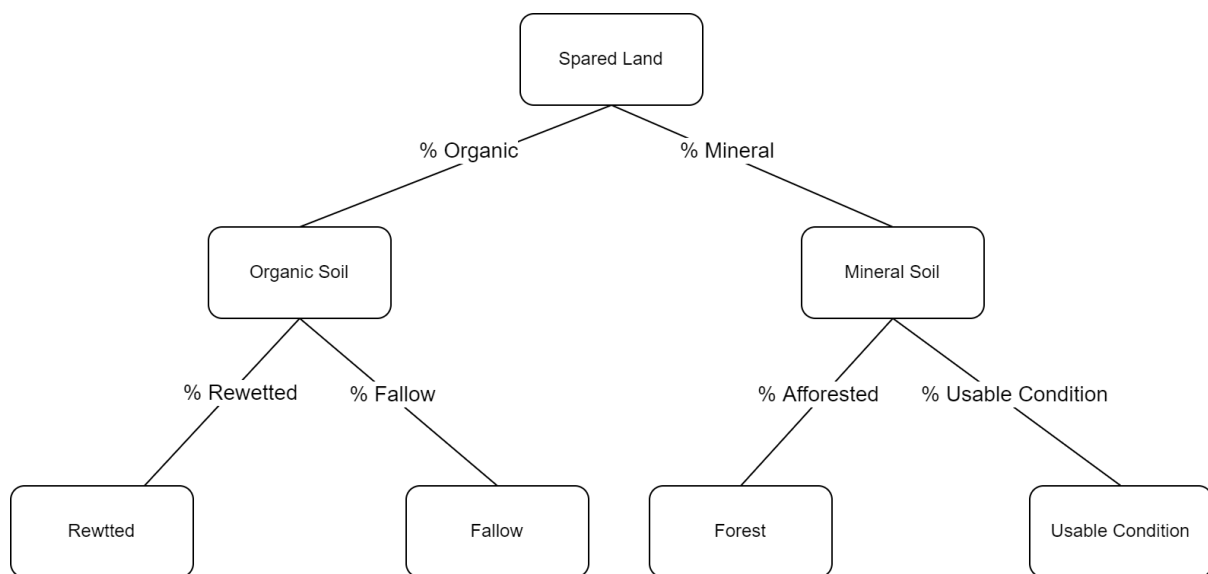 Spared Land
% Organic
% Mineral
Organic Soil
Mineral Soil
% Rewetted
% Fallow
% Afforested
% Usable Condition
Rewtted
Fallow
Forest
Usable Condition